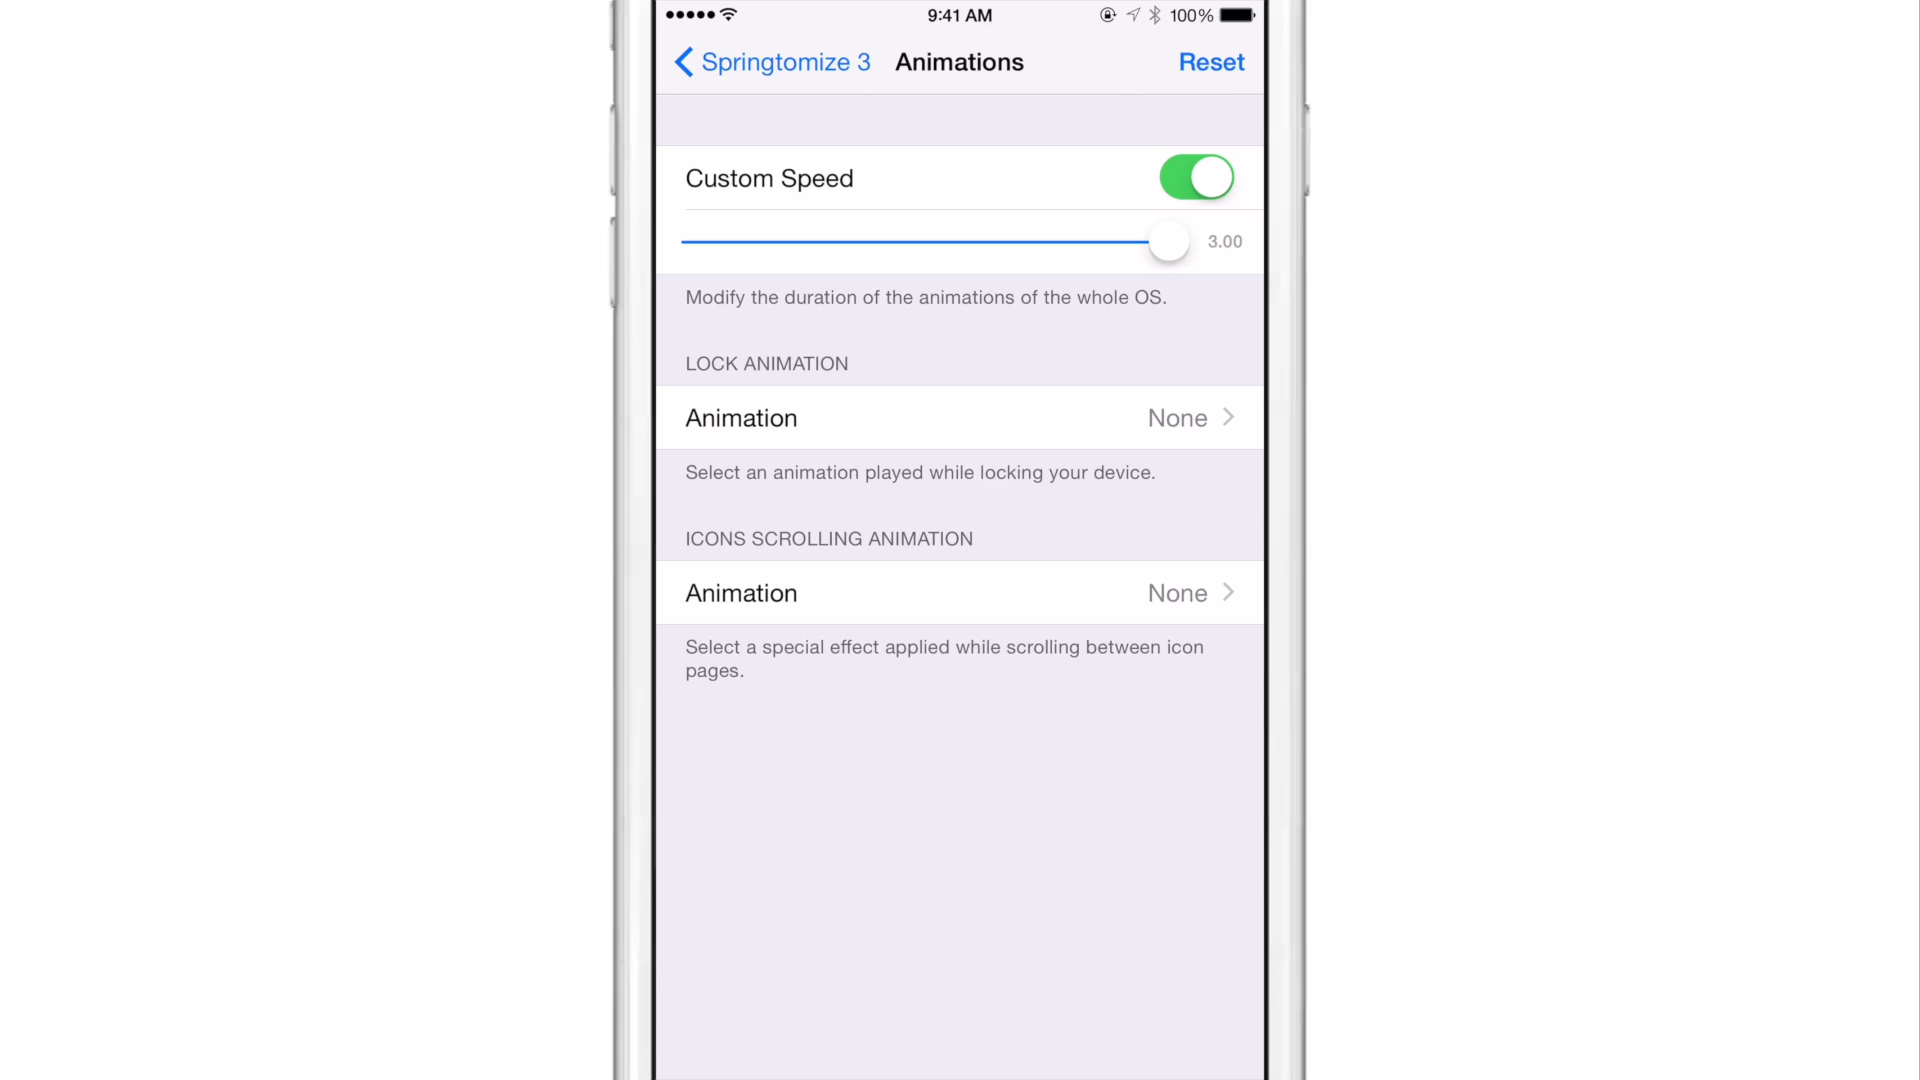 9:41 AM 100%
Springtomize 3 Animations Reset
Custom Speed
3.00
Modify the duration of the animations of the whole OS.
LOCK ANIMATION
Animation None
Select an animation played while locking your device.
ICONS SCROLLING ANIMATION
Animation None
Select a special effect applied while scrolling between icon
pages.